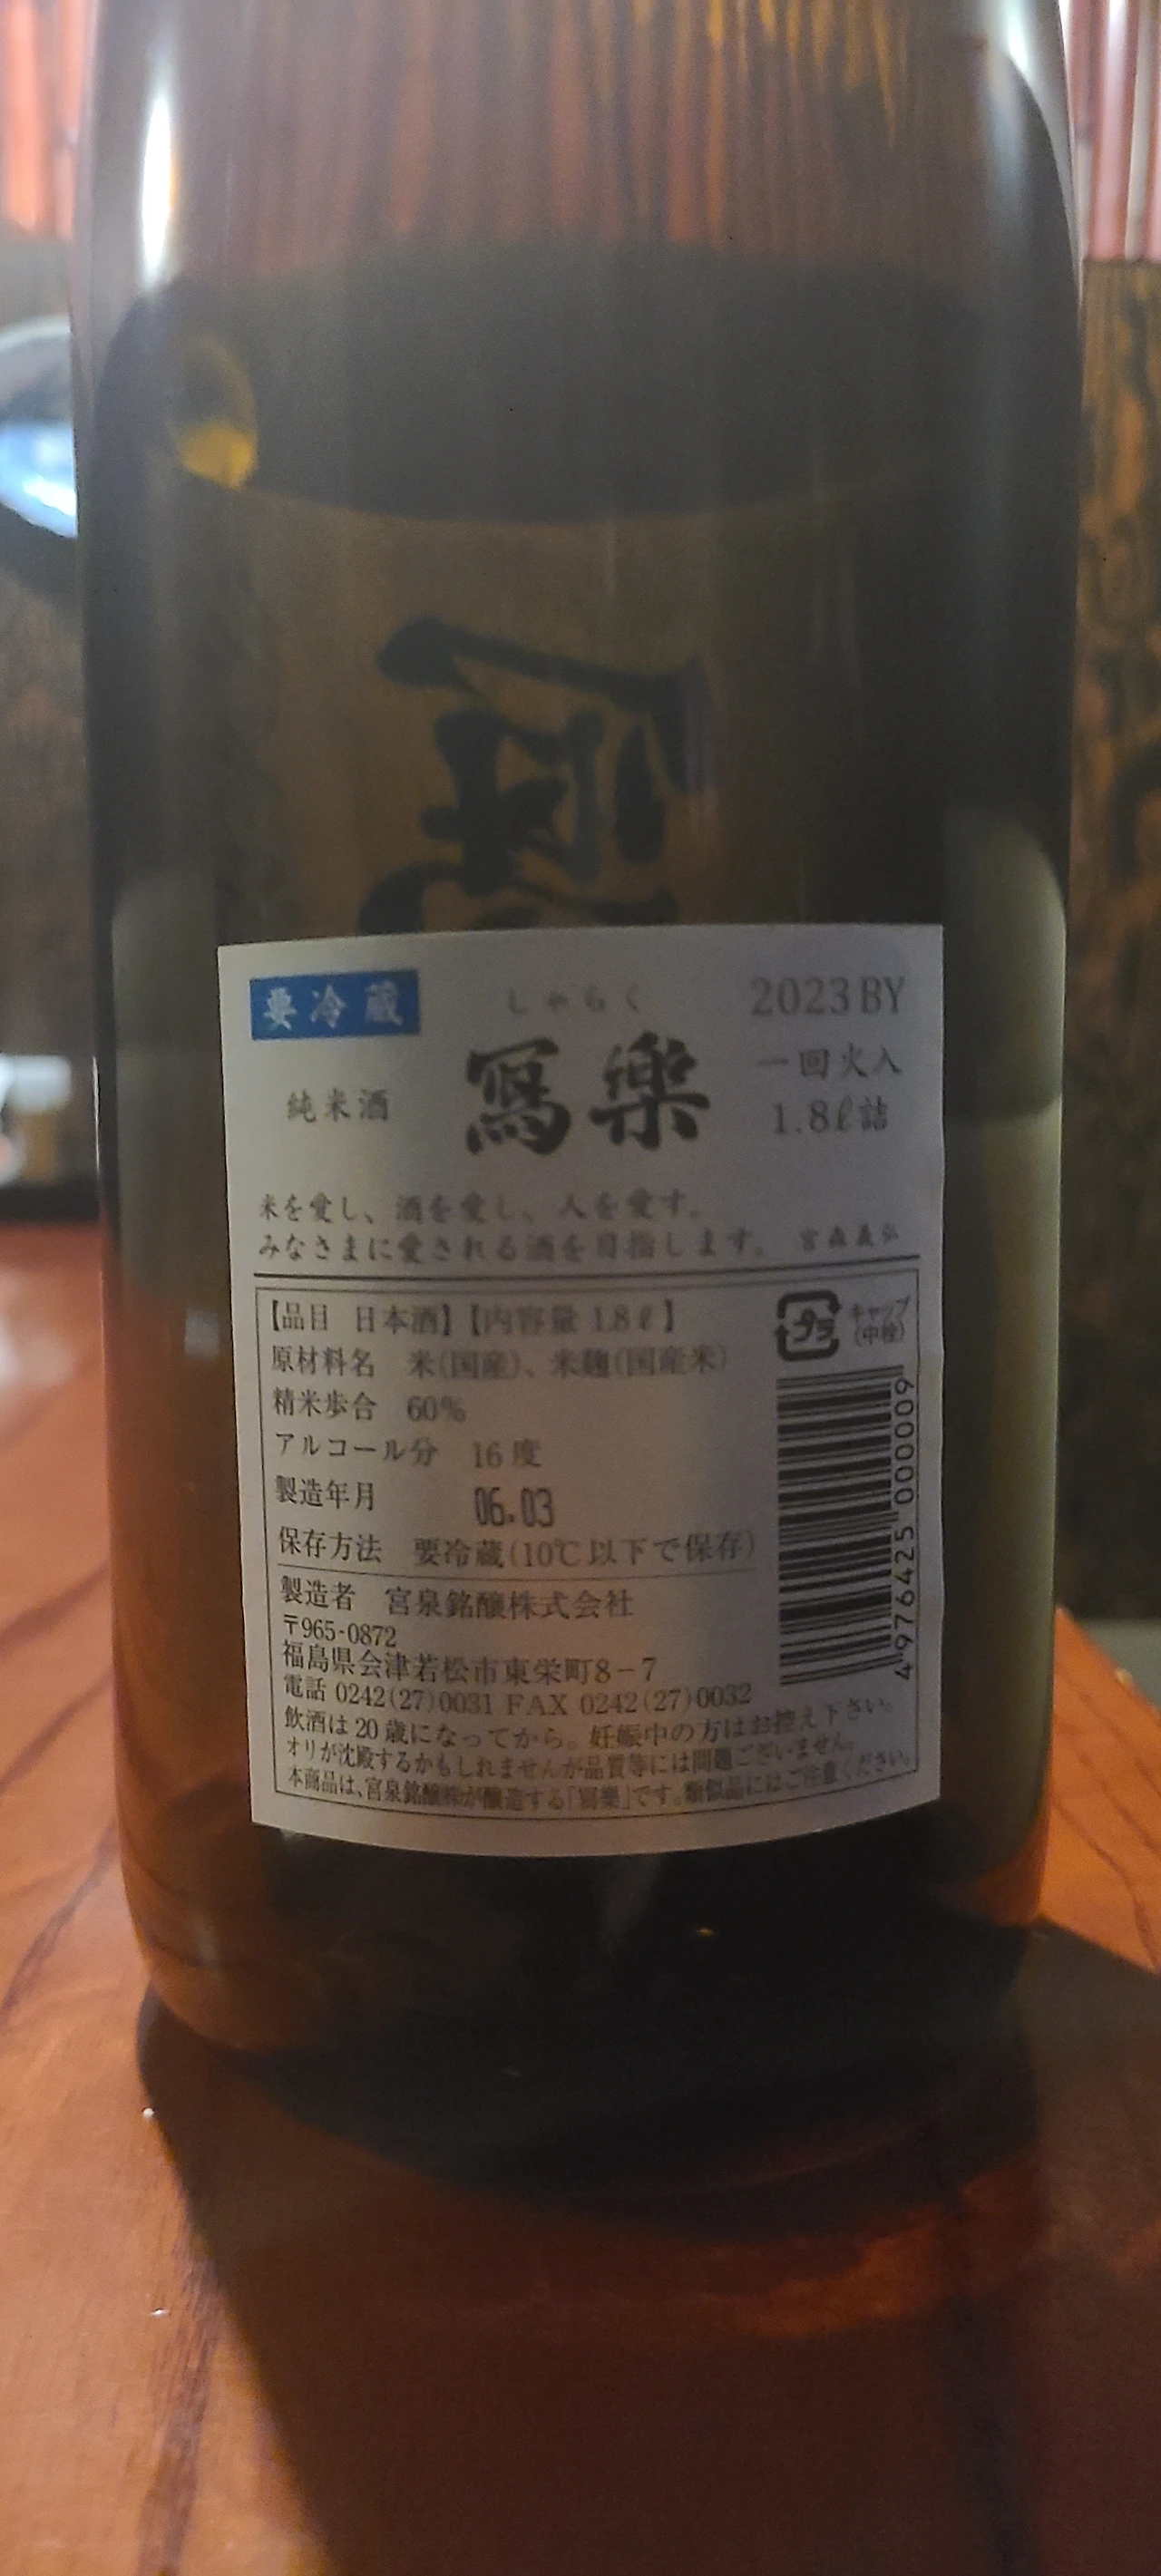 要冷蔵
しゃらく
2023BY
純米酒
寫樂
一回火入
1.8ℓ詰
米を愛し、酒を愛し、人を愛す。
みなさまに愛される酒を目指します。 宮森義弘
【品目 日本酒】【内容量 1.8ℓ】
プラ
キャップ
(中栓)
原材料名 米(国産)、米麹(国産米)
精米歩合 60%
アルコール分 16度
製造年月 06.03
保存方法 要冷蔵(10℃以下で保存)
4 976425 000009
製造者 宮泉銘醸株式会社
〒965-0872
福島県会津若松市東栄町8-7
電話 0242(27)0031 FAX 0242(27)0032
飲酒は20歳になってから。妊娠中の方はお控え下さい。
オリが沈殿するかもしれませんが品質等には問題ございません。
本商品は、宮泉銘醸㈱が醸造する「寫樂」です。類似品にはご注意ください。